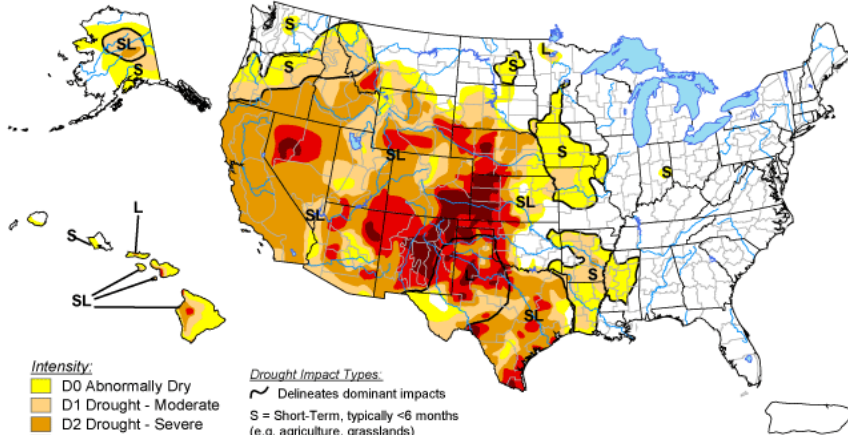 S
L
SL
S
S
S
SL
S
S
SL
SL
L
S
S
SL
SL
Intensity:
D0 Abnormally Dry
D1 Drought - Moderate
D2 Drought - Severe
Drought Impact Types:
Delineates dominant impacts
S = Short-Term, typically <6 months
(e.g. agriculture, grasslands)